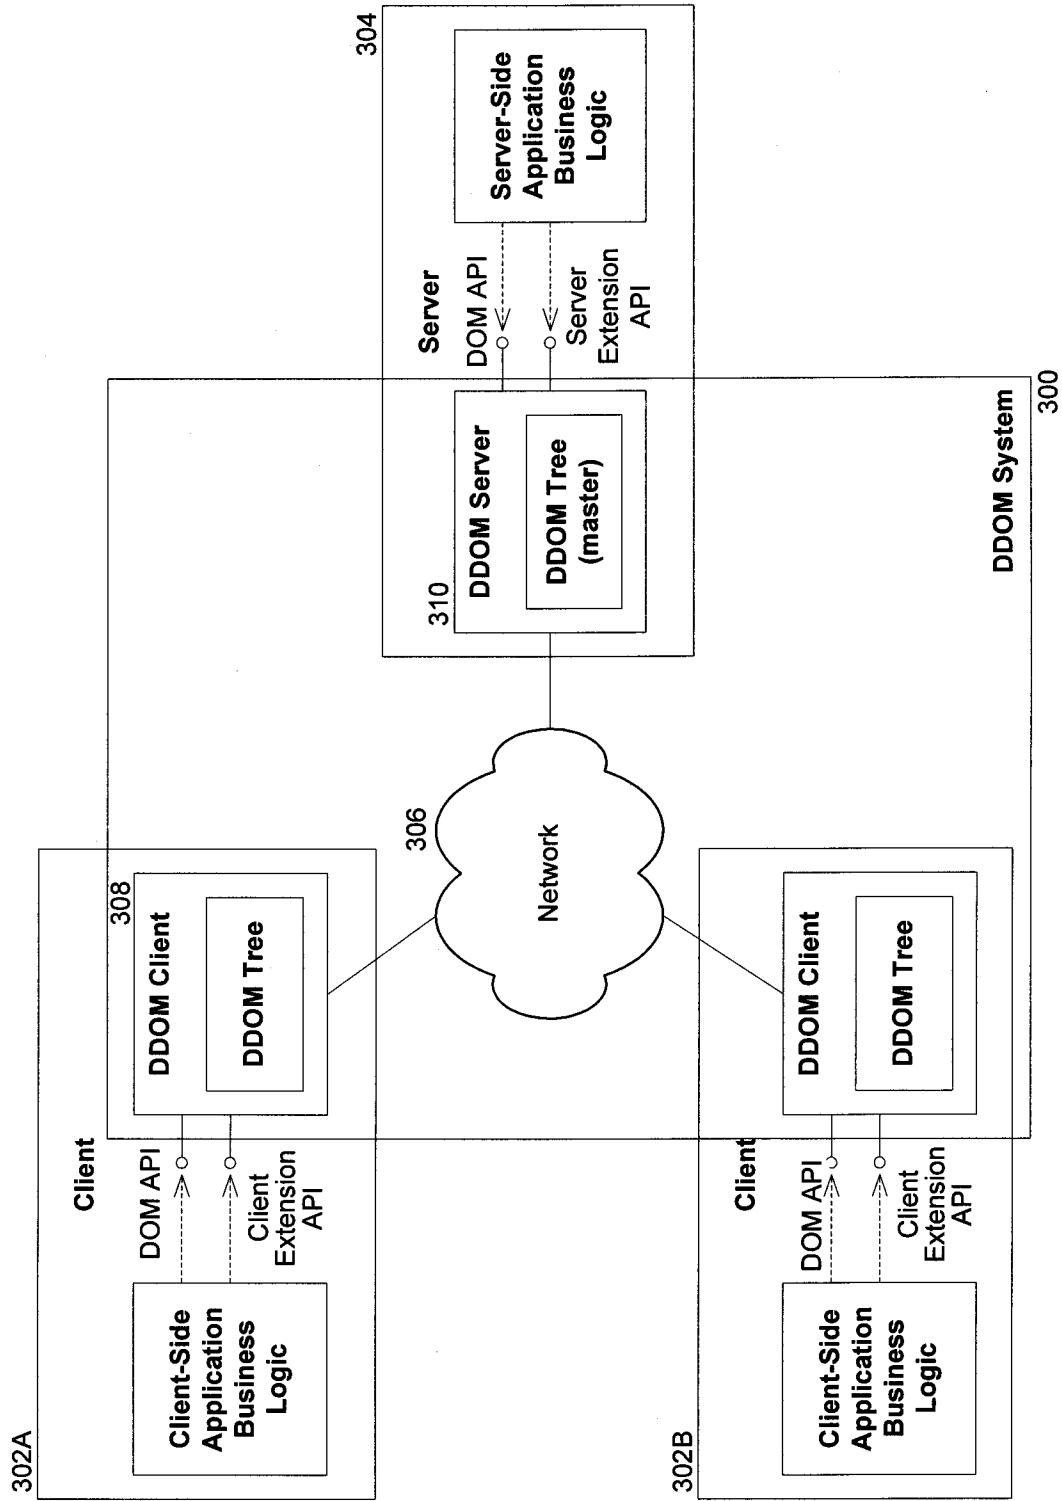 302A
Client
Client-Side
Application
Business
Logic
DOM API
Client
Extension
API
308
DDOM Client
DDOM Tree
306
Network
304
Server
310
DDOM Server
DDOM Tree
(master)
DOM API
Server
Extension
API
Server-Side
Application
Business
Logic
302B
Client
Client-Side
Application
Business
Logic
DOM API
Client
Extension
API
DDOM Client
DDOM Tree
DDOM System
300